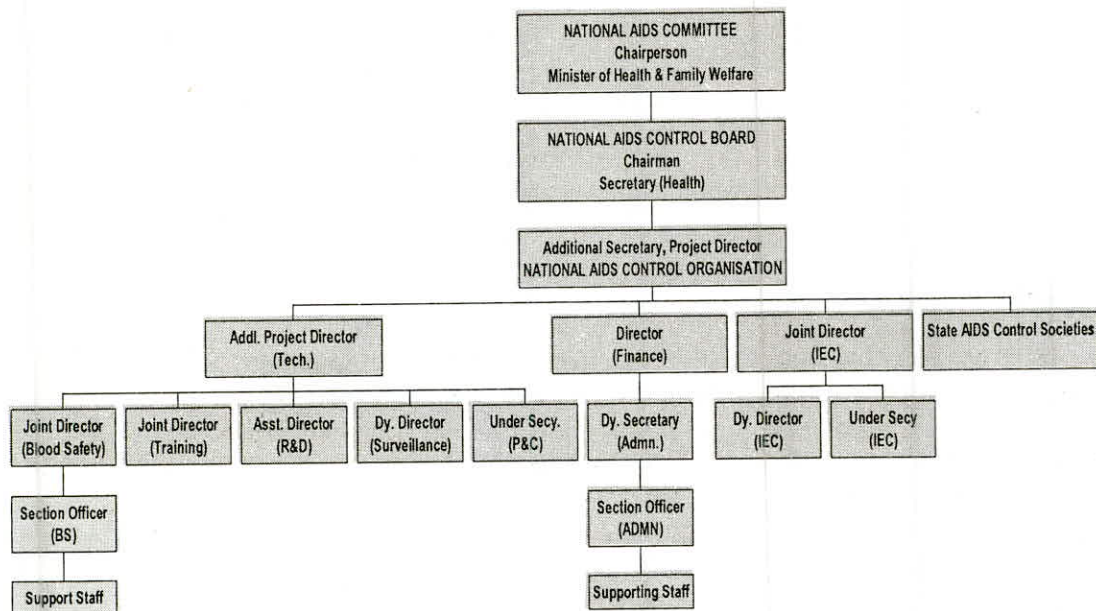 NATIONAL AIDS COMMITTEE
Chairperson
Minister of Health & Family Welfare
NATIONAL AIDS CONTROL BOARD
Chairman
Secretary (Health)
Additional Secretary, Project Director
NATIONAL AIDS CONTROL ORGANISATION
Addl. Project Director
(Tech.)
Director
(Finance)
Joint Director
(IEC)
State AIDS Control Societies
Joint Director
(Blood Safety)
Joint Director
(Training)
Asst. Director
(R&D)
Dy. Director
(Surveillance)
Under Secy.
(P&C)
Dy. Secretary
(Admn.)
Dy. Director
(IEC)
Under Secy
(IEC)
Section Officer
(BS)
Section Officer
(ADMN)
Support Staff
Supporting Staff